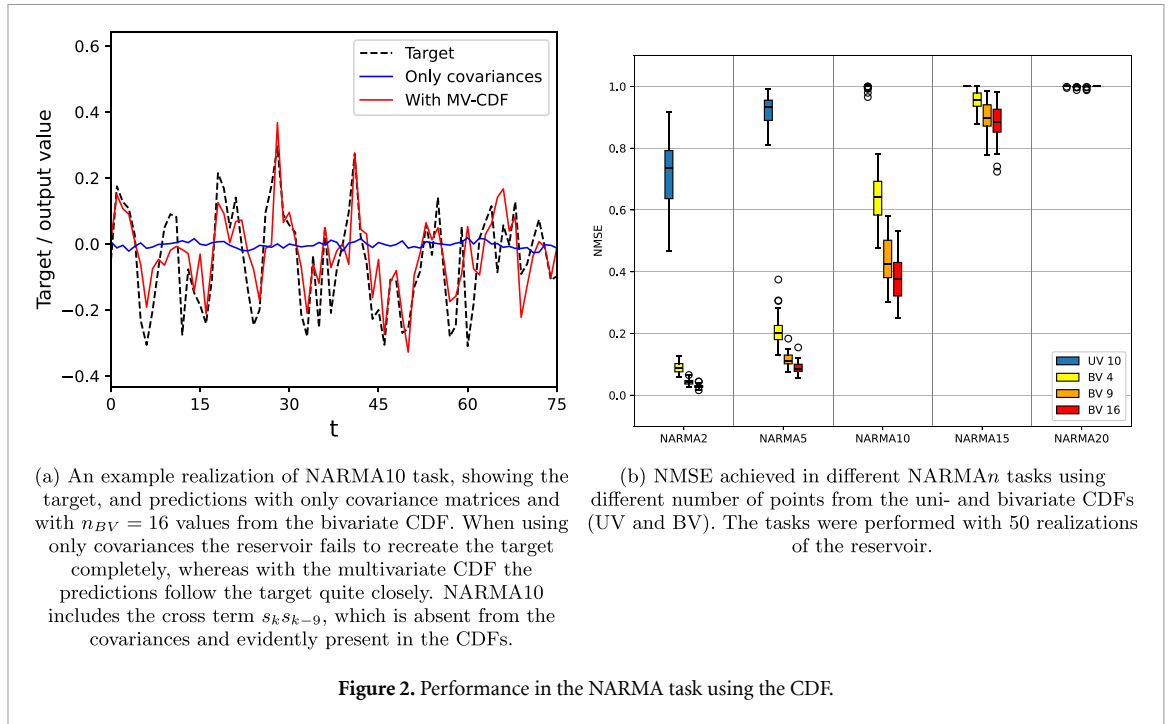 0.6
0.4
0.2
0.0
−0.2
−0.4
Target / output value
Target
Only covariances
With MV-CDF
0
15
30
45
60
75
t
1.0
0.8
0.6
0.4
0.2
0.0
NMSE
UV 10
BV 4
BV 9
BV 16
NARMA2
NARMA5
NARMA10
NARMA15
NARMA20
(a) An example realization of NARMA10 task, showing the
target, and predictions with only covariance matrices and
with n_{BV} = 16 values from the bivariate CDF. When using
only covariances the reservoir fails to recreate the target
completely, whereas with the multivariate CDF the
predictions follow the target quite closely. NARMA10
includes the cross term s_k s_{k−9}, which is absent from the
covariances and evidently present in the CDFs.
(b) NMSE achieved in different NARMAn tasks using
different number of points from the uni- and bivariate CDFs
(UV and BV). The tasks were performed with 50 realizations
of the reservoir.
Figure 2. Performance in the NARMA task using the CDF.